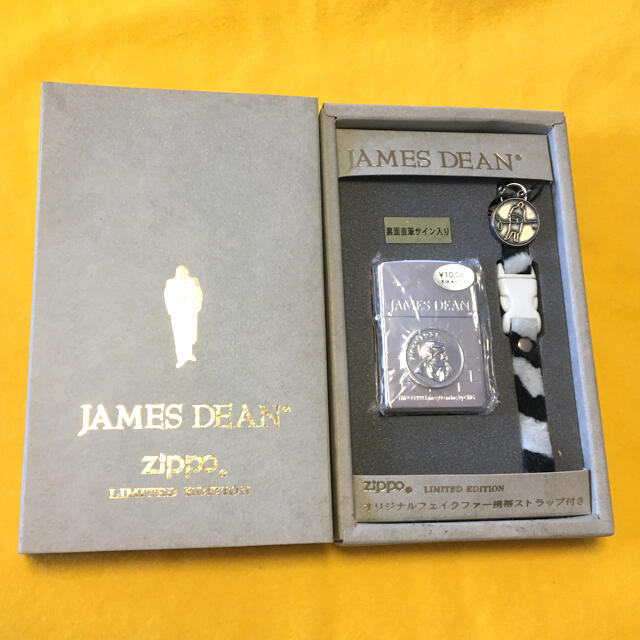 JAMES DEAN®
zippo®
LIMITED EDITION
JAMES DEAN®
裏面直筆サイン入り
JAMES DEAN
zippo® LIMITED EDITION
オリジナルフェイクファー携帯ストラップ付き